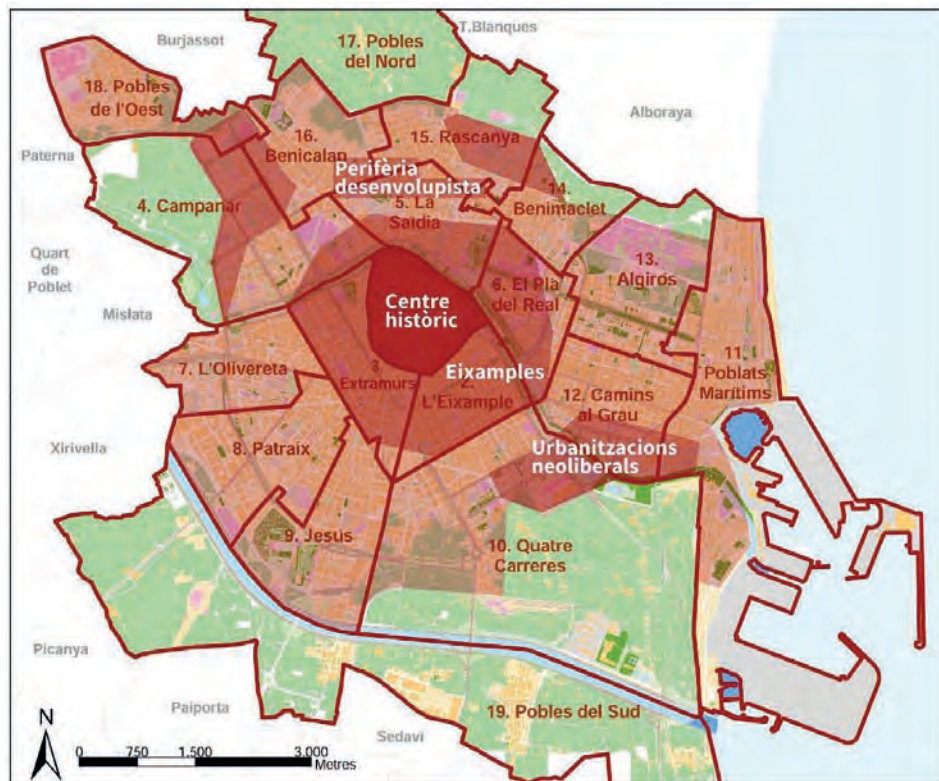 Burjassot
T.Blanques
17. Pobles
del Nord
18. Pobles
de l'Oest
Alboraya
16.
Benicalap
15. Rascanya
Paterna
Perifèria
desenvolupista
14.
Benimaclet
5. La
Saïdia
4. Campanar
Quart
de
Poblet
13.
Algirós
6. El Pla
del Real
Centre
històric
Mislata
11.
Poblats
Marítims
7. L'Olivereta
3.
Extramurs
Eixamples
2.
L'Eixample
12. Camins
al Grau
Xirivella
8. Patraix
Urbanitzacions
neoliberals
9. Jesús
10. Quatre
Carreres
Picanya
Paiporta
19. Pobles del Sud
Sedaví
N
0 750 1.500 3.000
Metres